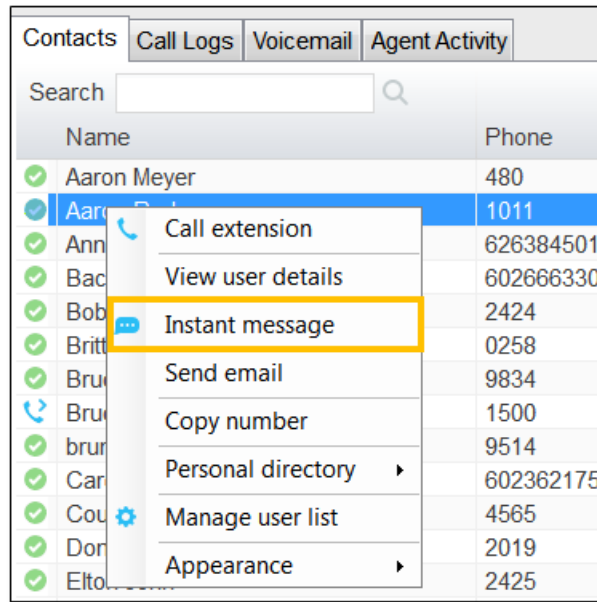 Contacts Call Logs Voicemail Agent Activity
Search
Name Phone
Aaron Meyer 480
1011
Call extension
626384501
View user details
602666330
Bob 2424
Instant message
0258
Send email
9834
Copy number
1500
9514
Personal directory
602362175
Manage user list
4565
2019
Appearance
2425